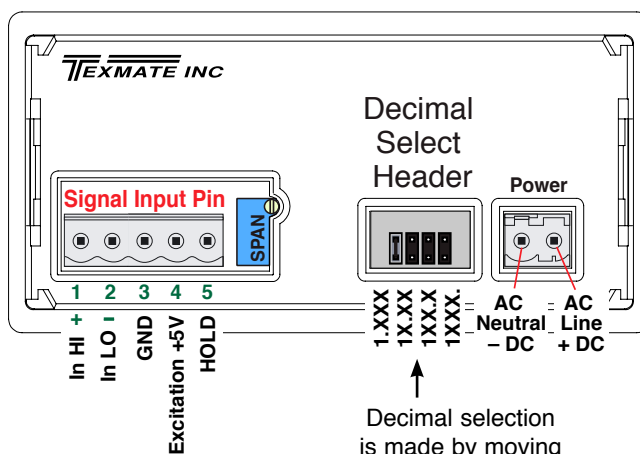 TEXMATE INC
Decimal
Select
Header
Power
Signal Input Pin
SPAN
1 2 3 4 5
+ –
In HI
In LO
GND
Excitation +5V
HOLD
1.XXX
1X.XX
1XX.X
1XXX.
AC
Neutral
– DC
AC
Line
+ DC
Decimal selection
is made by moving